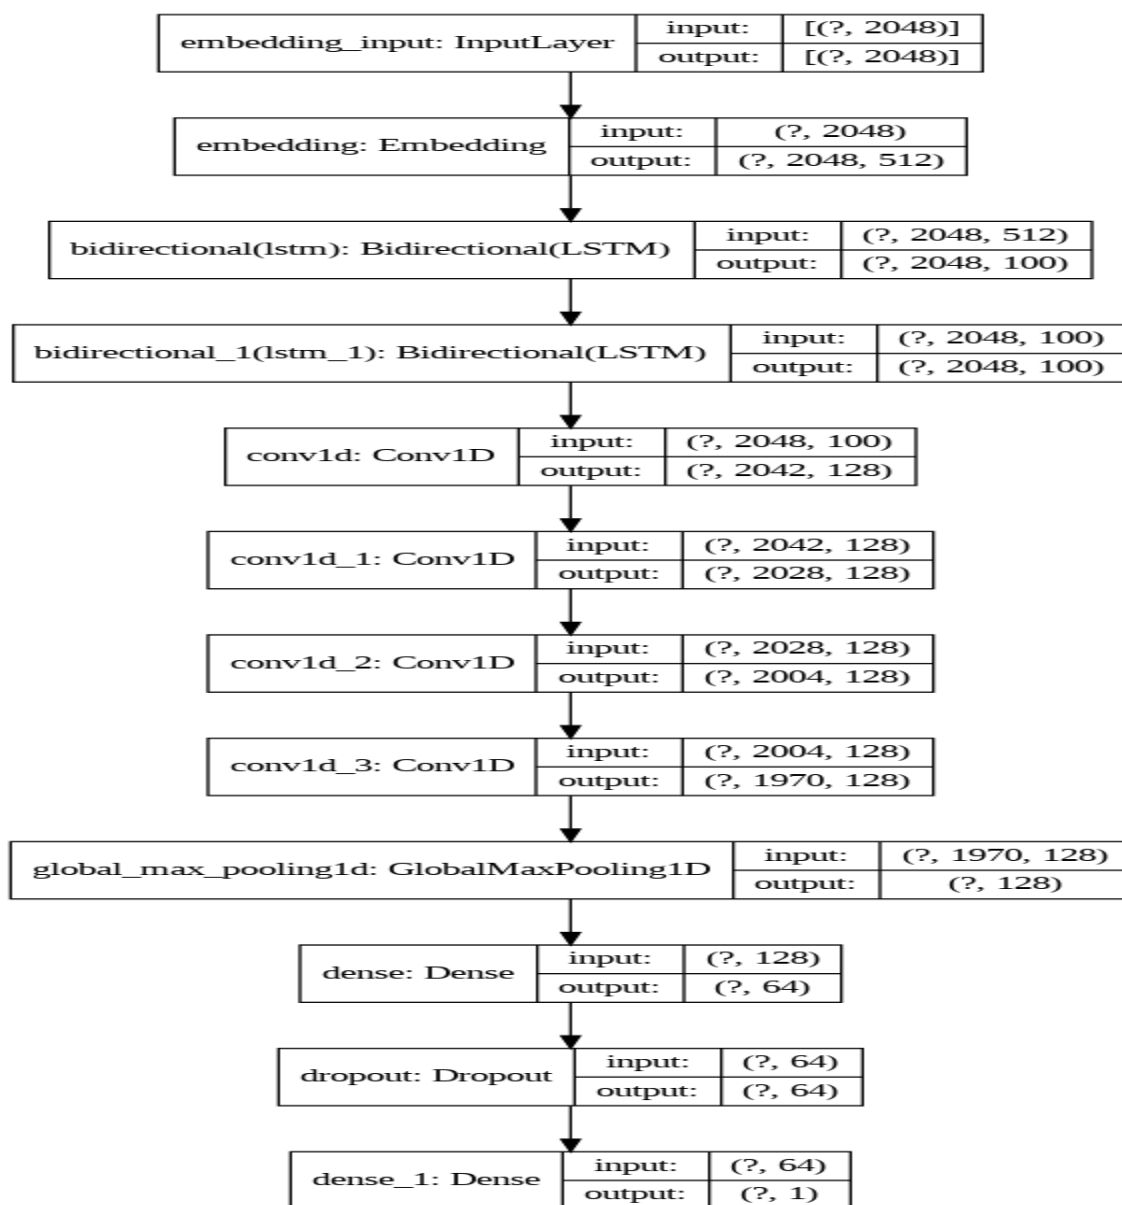 embedding_input: InputLayer
input: [(?, 2048)]
output: [(?, 2048)]
embedding: Embedding
input: (?, 2048)
output: (?, 2048, 512)
bidirectional(lstm): Bidirectional(LSTM)
input: (?, 2048, 512)
output: (?, 2048, 100)
bidirectional_1(lstm_1): Bidirectional(LSTM)
input: (?, 2048, 100)
output: (?, 2048, 100)
conv1d: Conv1D
input: (?, 2048, 100)
output: (?, 2042, 128)
conv1d_1: Conv1D
input: (?, 2042, 128)
output: (?, 2028, 128)
conv1d_2: Conv1D
input: (?, 2028, 128)
output: (?, 2004, 128)
conv1d_3: Conv1D
input: (?, 2004, 128)
output: (?, 1970, 128)
global_max_pooling1d: GlobalMaxPooling1D
input: (?, 1970, 128)
output: (?, 128)
dense: Dense
input: (?, 128)
output: (?, 64)
dropout: Dropout
input: (?, 64)
output: (?, 64)
dense_1: Dense
input: (?, 64)
output: (?, 1)